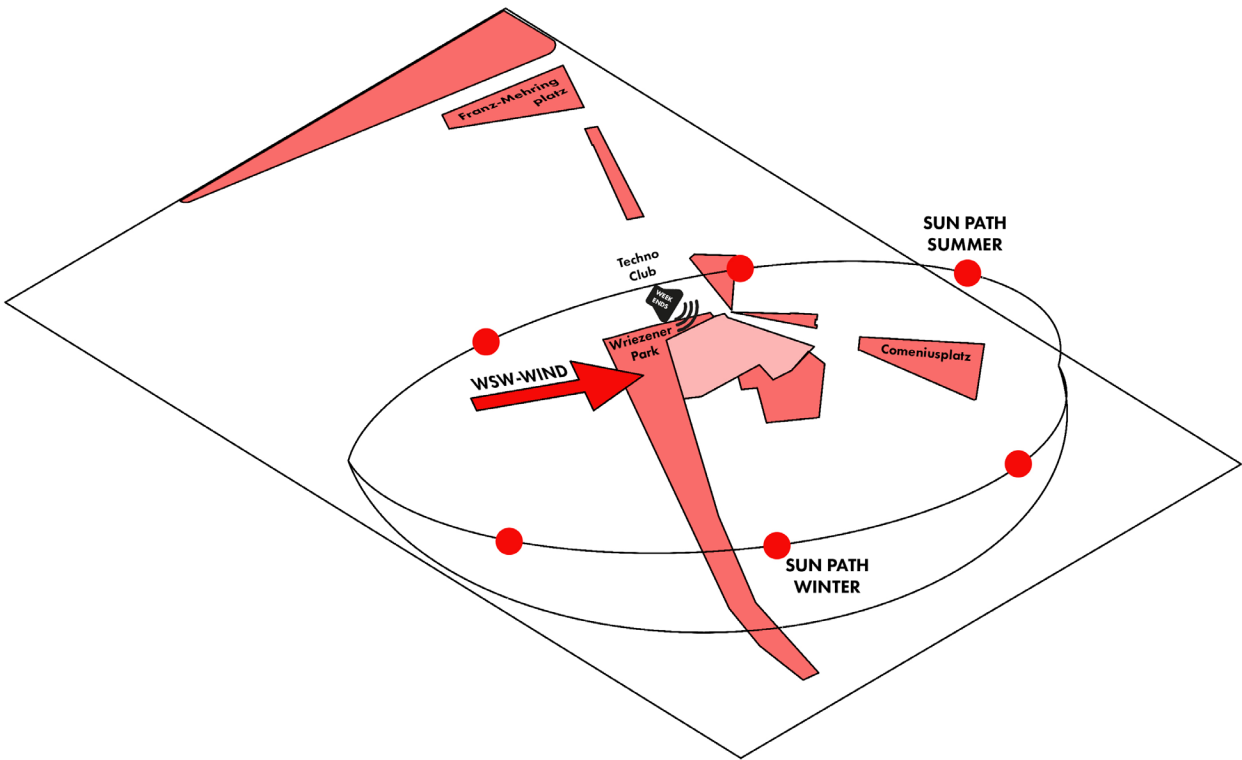 Franz-Mehring
platz
SUN PATH
SUMMER
Techno
Club
WEEK
ENDS
Wriezener
Park
Comeniusplatz
WSW-WIND
SUN PATH
WINTER